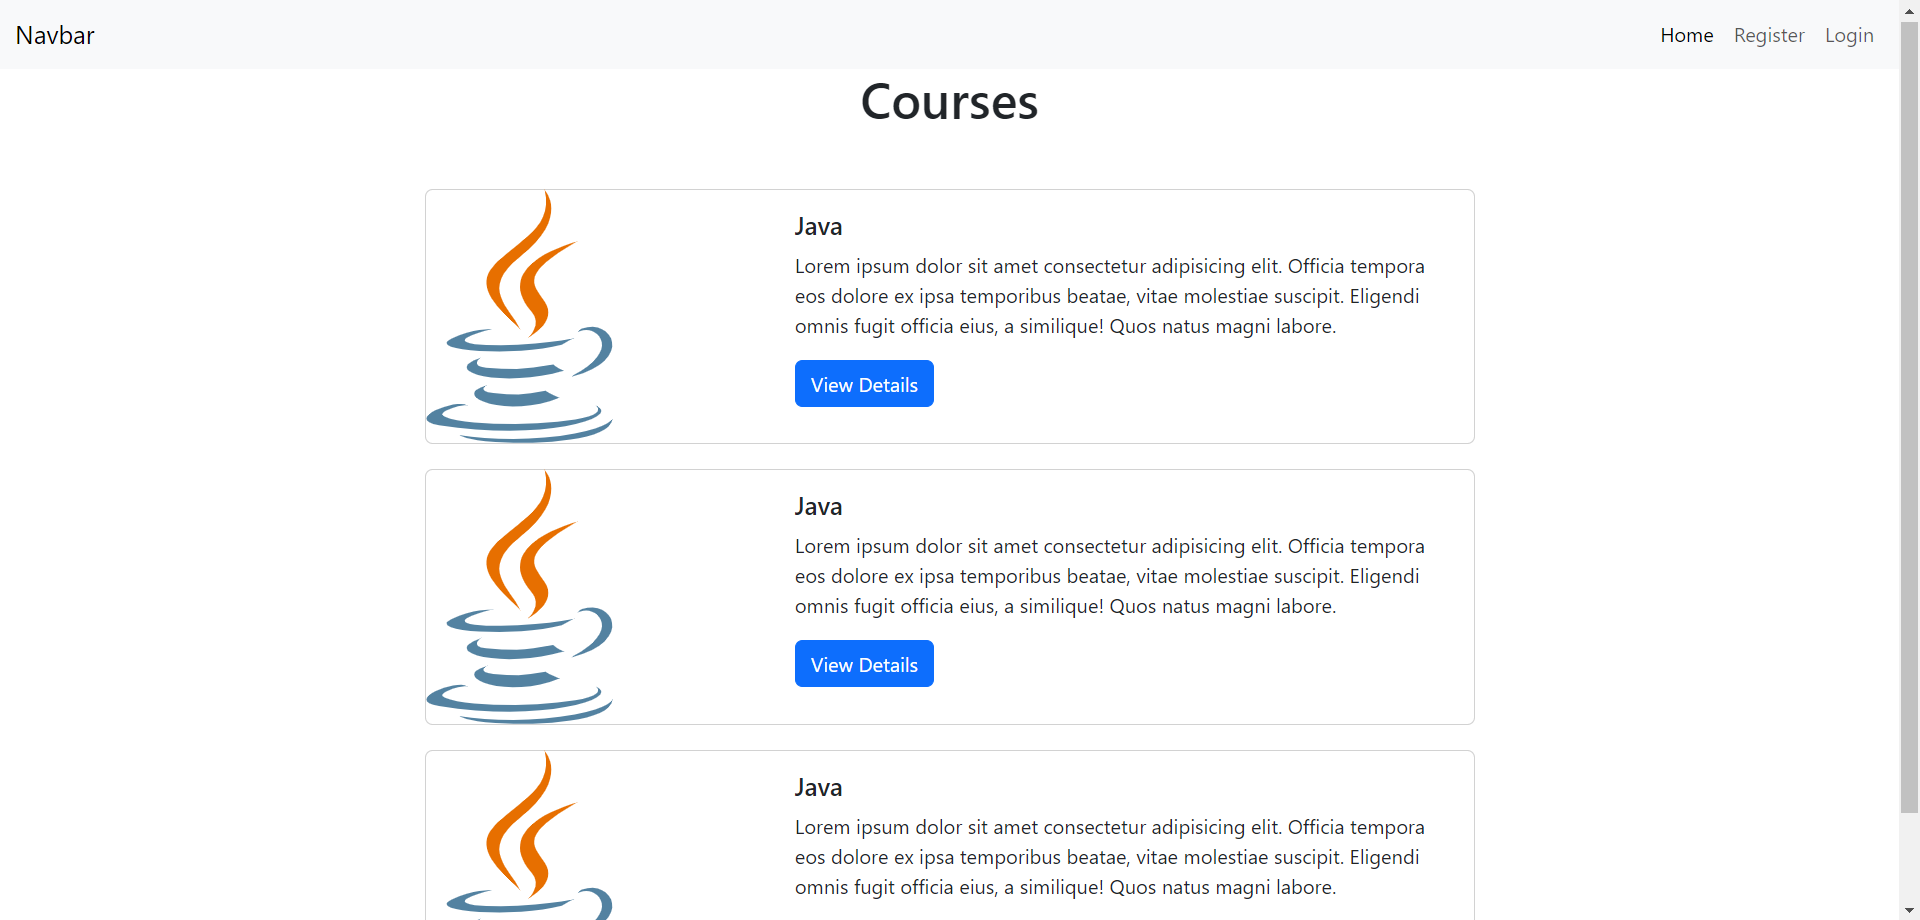 Navbar
Home Register Login
Courses
Java
Lorem ipsum dolor sit amet consectetur adipisicing elit. Officia tempora
eos dolore ex ipsa temporibus beatae, vitae molestiae suscipit. Eligendi
omnis fugit officia eius, a similique! Quos natus magni labore.
View Details
Java
Lorem ipsum dolor sit amet consectetur adipisicing elit. Officia tempora
eos dolore ex ipsa temporibus beatae, vitae molestiae suscipit. Eligendi
omnis fugit officia eius, a similique! Quos natus magni labore.
View Details
Java
Lorem ipsum dolor sit amet consectetur adipisicing elit. Officia tempora
eos dolore ex ipsa temporibus beatae, vitae molestiae suscipit. Eligendi
omnis fugit officia eius, a similique! Quos natus magni labore.